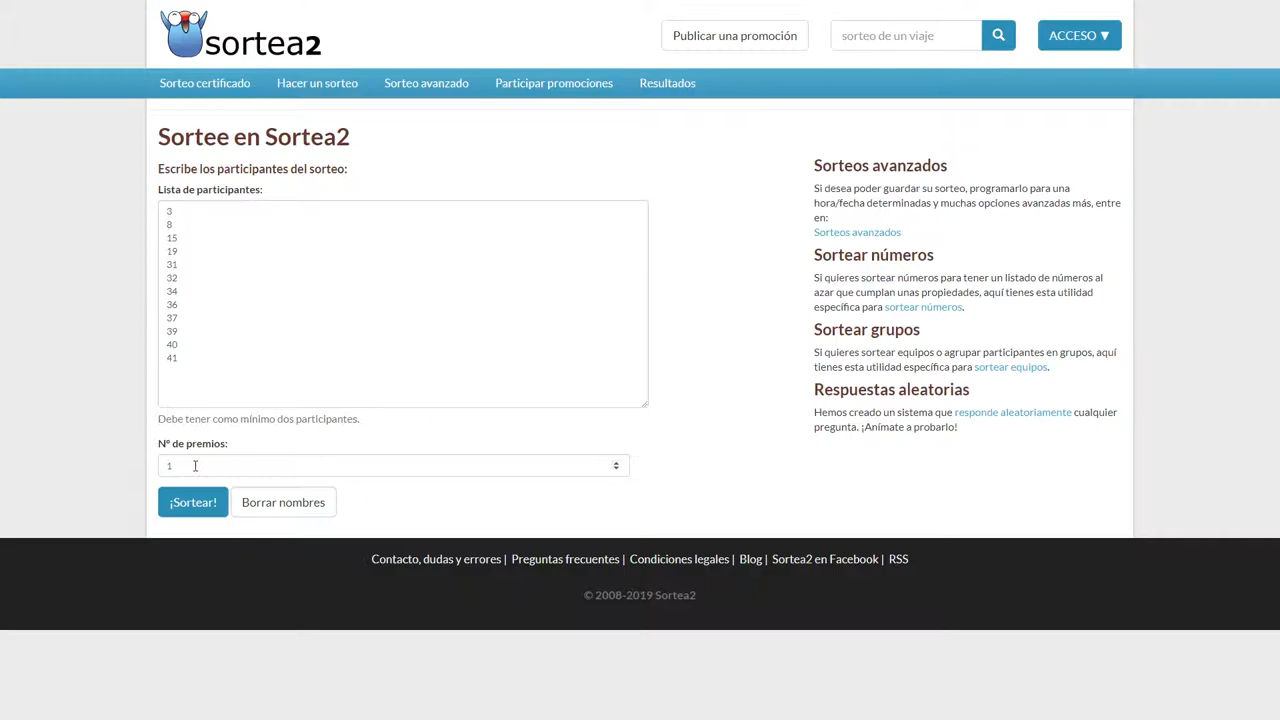 sortea2
Publicar una promoción
sorteo de un viaje
ACCESO ▼
Sorteo certificado
Hacer un sorteo
Sorteo avanzado
Participar promociones
Resultados
Sortee en Sortea2
Escribe los participantes del sorteo:
Lista de participantes:
3
8
15
19
31
32
34
36
37
39
40
41
Debe tener como mínimo dos participantes.
Nº de premios:
1
¡Sortear!
Borrar nombres
Sorteos avanzados
Si desea poder guardar su sorteo, programarlo para una
hora/fecha determinadas y muchas opciones avanzadas más, entre
en:
Sorteos avanzados
Sortear números
Si quieres sortear números para tener un listado de números al
azar que cumplan unas propiedades, aquí tienes esta utilidad
específica para sortear números.
Sortear grupos
Si quieres sortear equipos o agrupar participantes en grupos, aquí
tienes esta utilidad específica para sortear equipos.
Respuestas aleatorias
Hemos creado un sistema que responde aleatoriamente cualquier
pregunta. ¡Anímate a probarlo!
Contacto, dudas y errores | Preguntas frecuentes | Condiciones legales | Blog | Sortea2 en Facebook | RSS
© 2008-2019 Sortea2